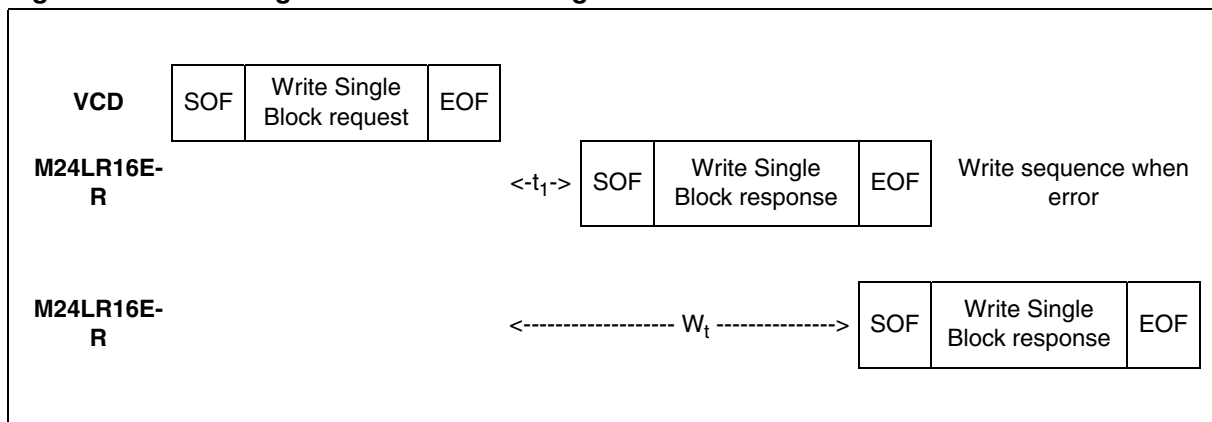 VCD SOF Write Single Block request EOF
M24LR16E-R <-t1-> SOF Write Single Block response EOF Write sequence when error
M24LR16E-R <------------------- Wt ---------------> SOF Write Single Block response EOF